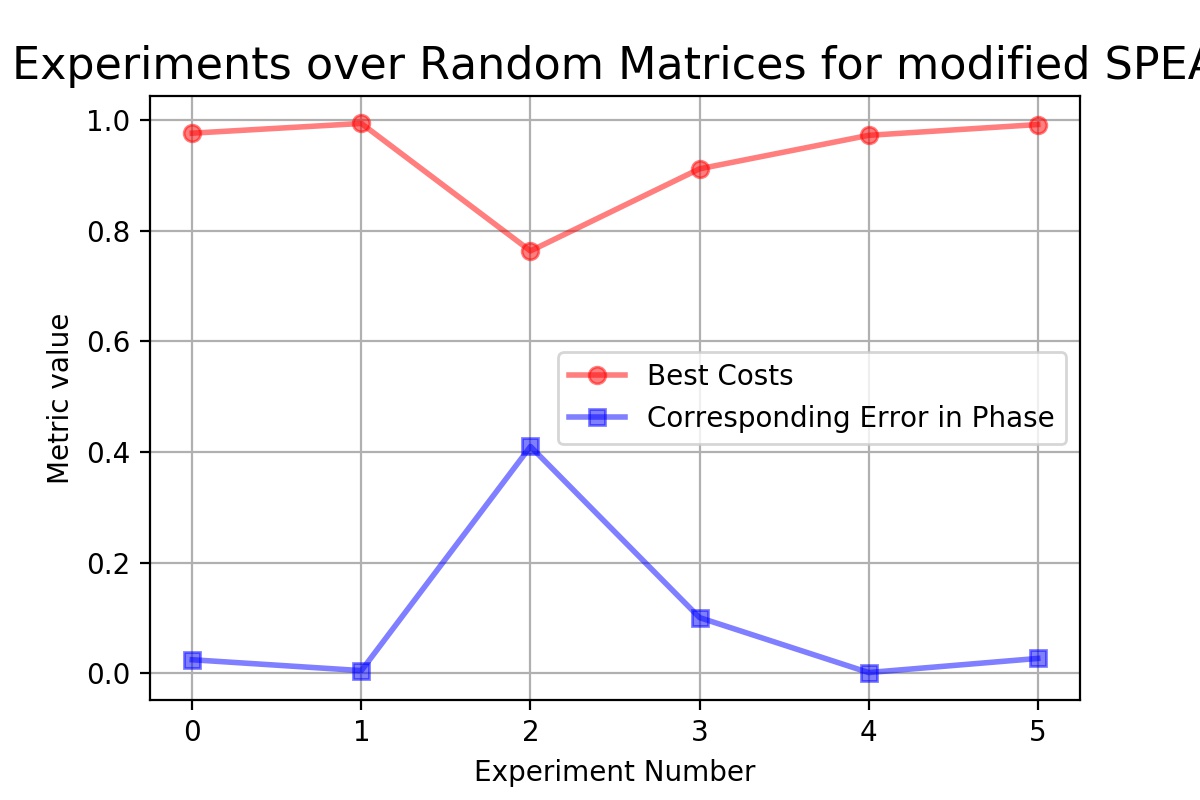 Experiments over Random Matrices for modified
1.0
0.8
0.6
0.4
0.2
0.0
Metric value
Best Costs
Corresponding Error in Phase
0 1 2 3 4 5
Experiment Number